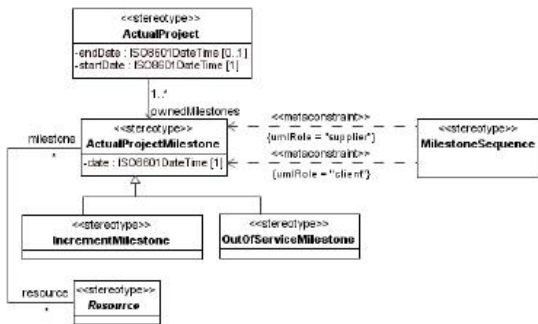 <<stereotype>>
ActualProject
-endDate : ISO8601DateTime [0..1]
-startDate : ISO8601DateTime [1]
1..*
ownedMilestones
<<stereotype>>
ActualProjectMilestone
-date : ISO8601DateTime [1]
milestone
*
<<metaconstraint>>
{umlRole = "supplier"}
<<metaconstraint>>
{umlRole = "client"}
<<stereotype>>
MilestoneSequence
<<stereotype>>
IncrementMilestone
<<stereotype>>
OutOfServiceMilestone
resource
*
<<stereotype>>
Resource